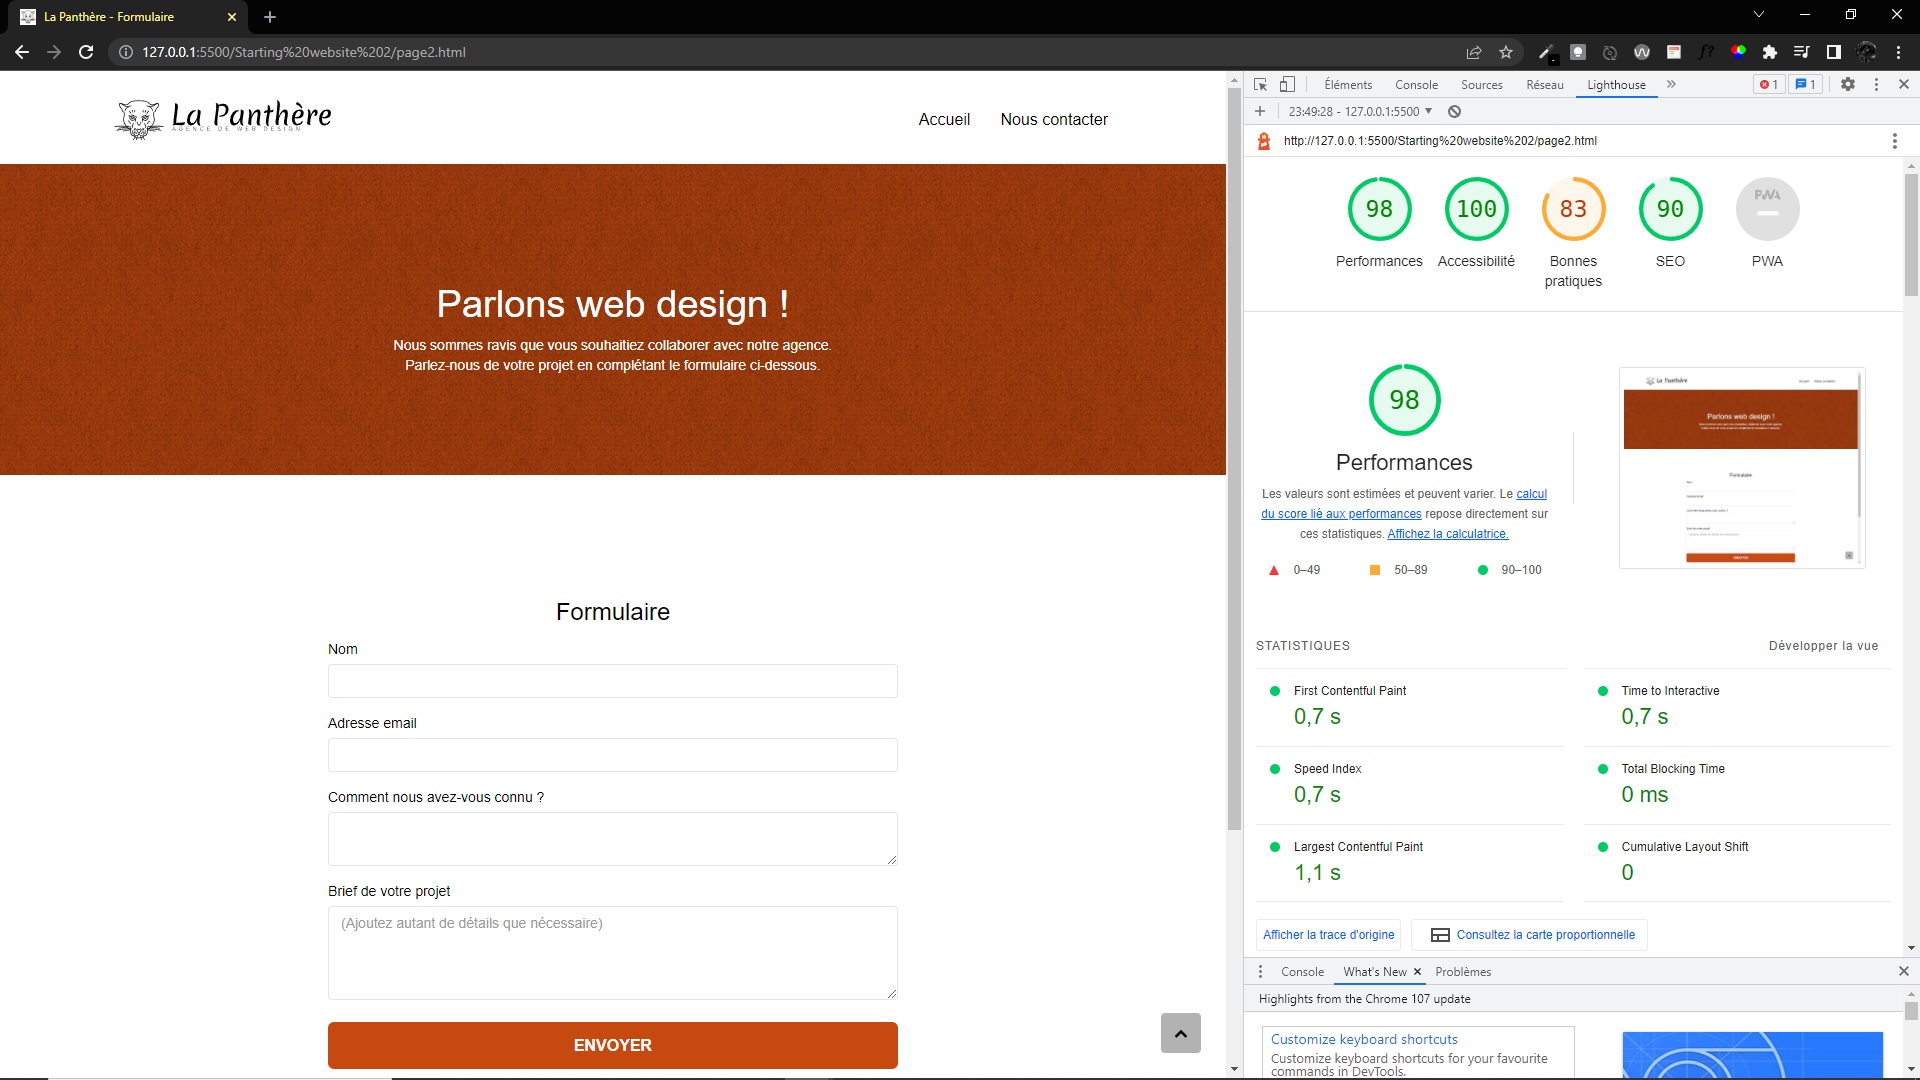 La Panthère - Formulaire
127.0.0.1:5500/Starting%20website%202/page2.html
La Panthère
AGENCE DE WEB DESIGN
Accueil
Nous contacter
Parlons web design !
Nous sommes ravis que vous souhaitiez collaborer avec notre agence.
Parlez-nous de votre projet en complétant le formulaire ci-dessous.
Formulaire
Nom
Adresse email
Comment nous avez-vous connu ?
Brief de votre projet
(Ajoutez autant de détails que nécessaire)
ENVOYER
Éléments
Console
Sources
Réseau
Lighthouse
1
1
23:49:28 - 127.0.0.1:5500
http://127.0.0.1:5500/Starting%20website%202/page2.html
98
100
83
90
PWA
Performances
Accessibilité
Bonnes
pratiques
SEO
PWA
98
Performances
Les valeurs sont estimées et peuvent varier. Le calcul
du score lié aux performances repose directement sur
ces statistiques. Affichez la calculatrice.
0–49
50–89
90–100
La Panthère
Parlons web design !
Formulaire
STATISTIQUES
Développer la vue
First Contentful Paint
0,7 s
Time to Interactive
0,7 s
Speed Index
0,7 s
Total Blocking Time
0 ms
Largest Contentful Paint
1,1 s
Cumulative Layout Shift
0
Afficher la trace d'origine
Consultez la carte proportionnelle
Console
What's New
Problèmes
Highlights from the Chrome 107 update
Customize keyboard shortcuts
Customize keyboard shortcuts for your favourite
commands in DevTools.